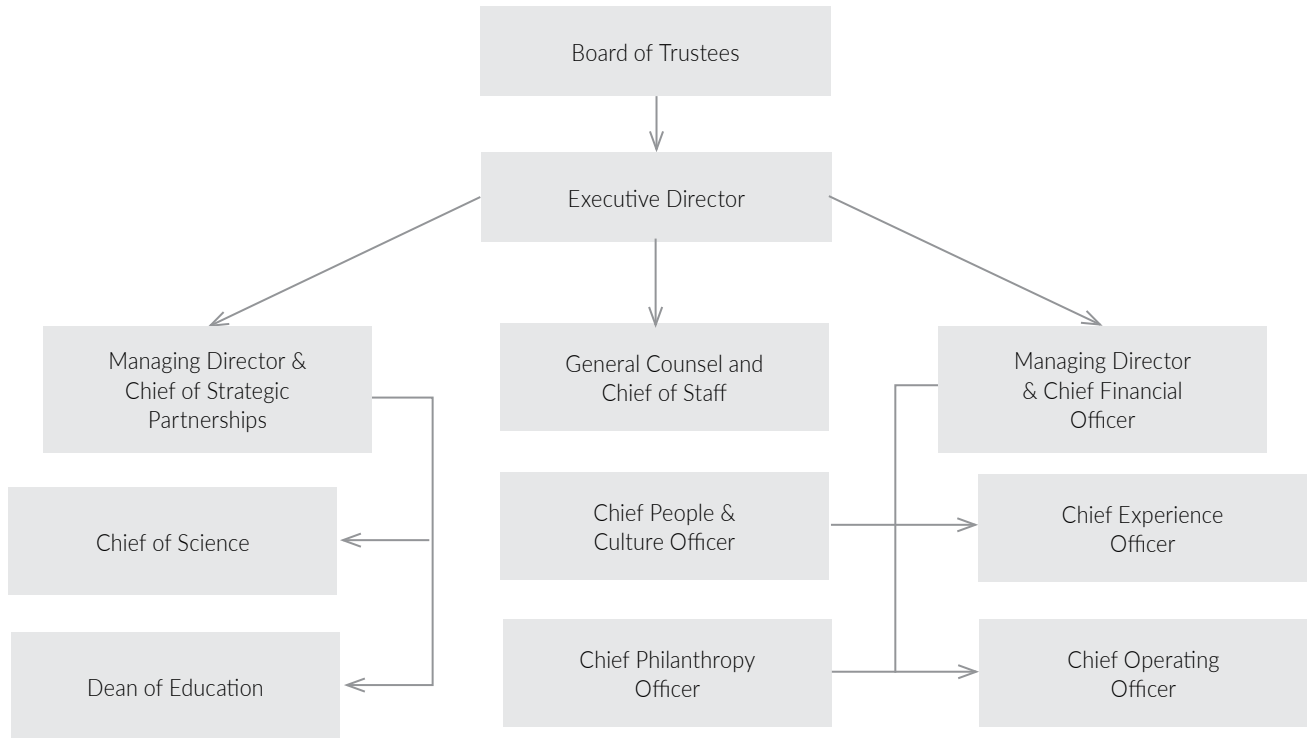 Board of Trustees
Executive Director
Managing Director &
Chief of Strategic
Partnerships
General Counsel and
Chief of Staff
Managing Director
& Chief Financial
Officer
Chief of Science
Chief People &
Culture Officer
Chief Experience
Officer
Dean of Education
Chief Philanthropy
Officer
Chief Operating
Officer